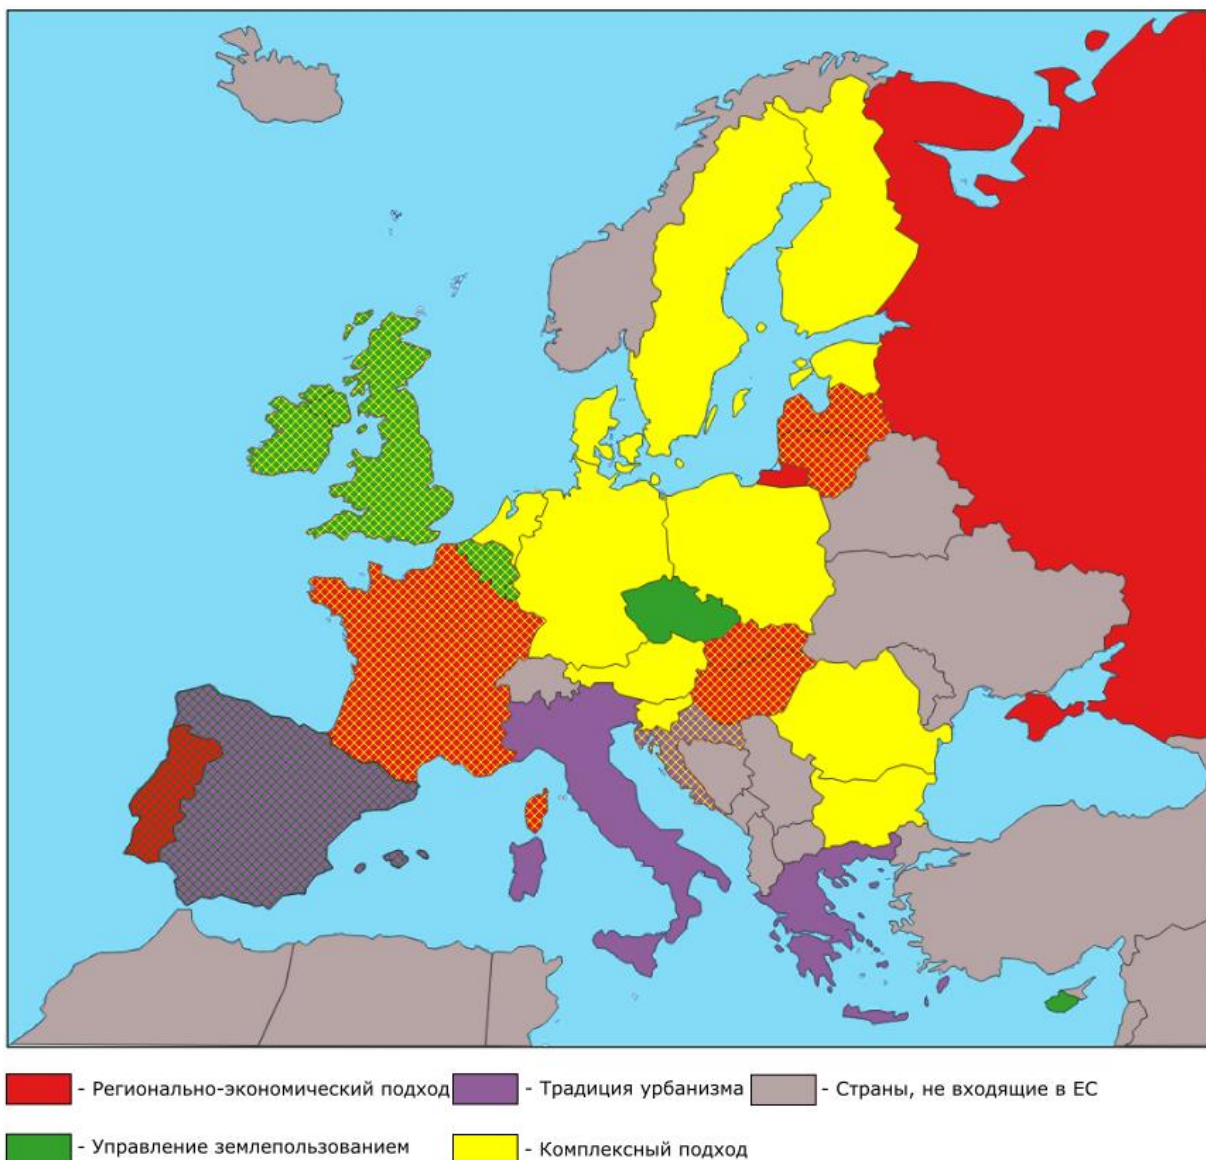 - Регионально-экономический подход
- Традиция урбанизма
- Страны, не входящие в ЕС
- Управление землепользованием
- Комплексный подход